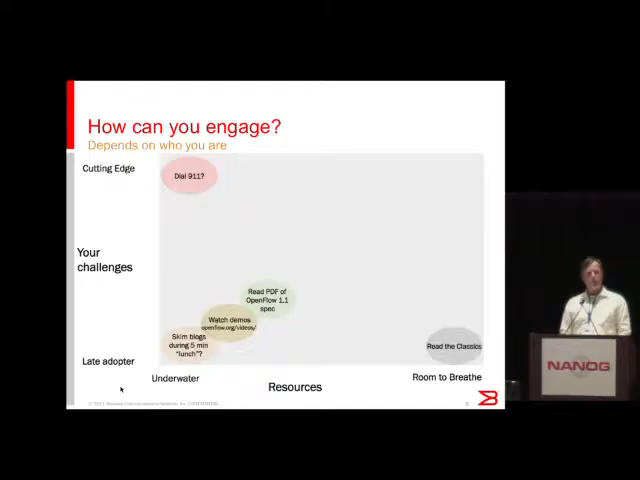 How can you engage?
Depends on who you are
Cutting Edge
Dial 911?
Your
challenges
Read PDF of
OpenFlow 1.1
spec
Watch demos
openflow.org/videos/
Skim blogs
during 5 min
"lunch"?
Read the Classics
Late adopter
Underwater
Resources
Room to Breathe
NANOG